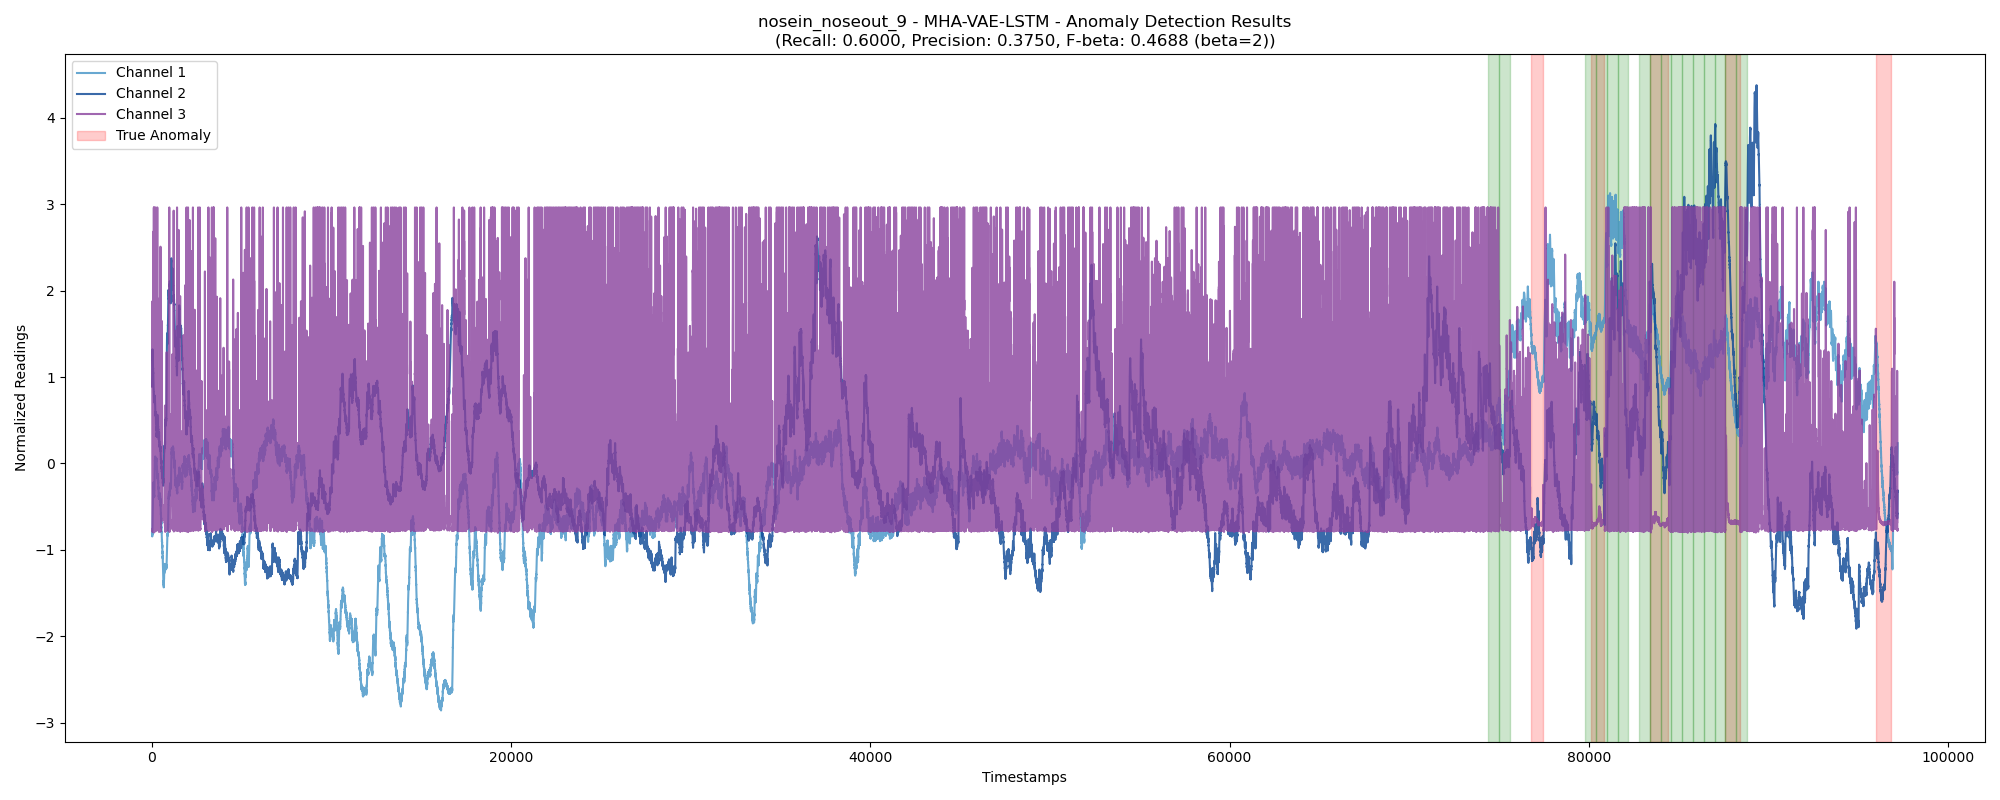 nosein_noseout_9 - MHA-VAE-LSTM - Anomaly Detection Results
(Recall: 0.6000, Precision: 0.3750, F-beta: 0.4688 (beta=2))
Channel 1
Channel 2
Channel 3
True Anomaly
Normalized Readings
4
3
2
1
0
−1
−2
−3
0
20000
40000
60000
80000
100000
Timestamps